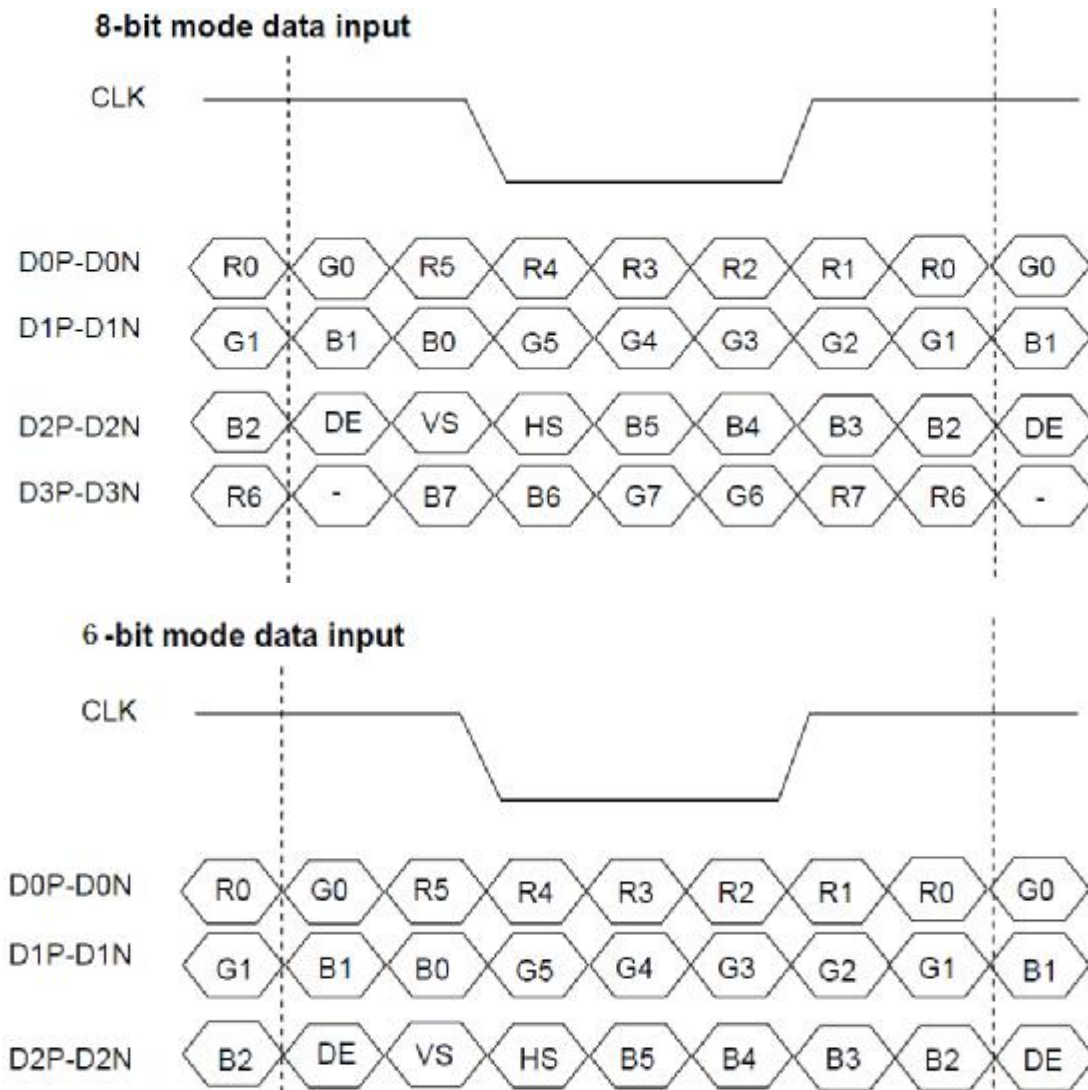 8-bit mode data input
CLK
D0P-D0N R0 G0 R5 R4 R3 R2 R1 R0 G0
D1P-D1N G1 B1 B0 G5 G4 G3 G2 G1 B1
D2P-D2N B2 DE VS HS B5 B4 B3 B2 DE
D3P-D3N R6 - B7 B6 G7 G6 R7 R6 -
6-bit mode data input
CLK
D0P-D0N R0 G0 R5 R4 R3 R2 R1 R0 G0
D1P-D1N G1 B1 B0 G5 G4 G3 G2 G1 B1
D2P-D2N B2 DE VS HS B5 B4 B3 B2 DE